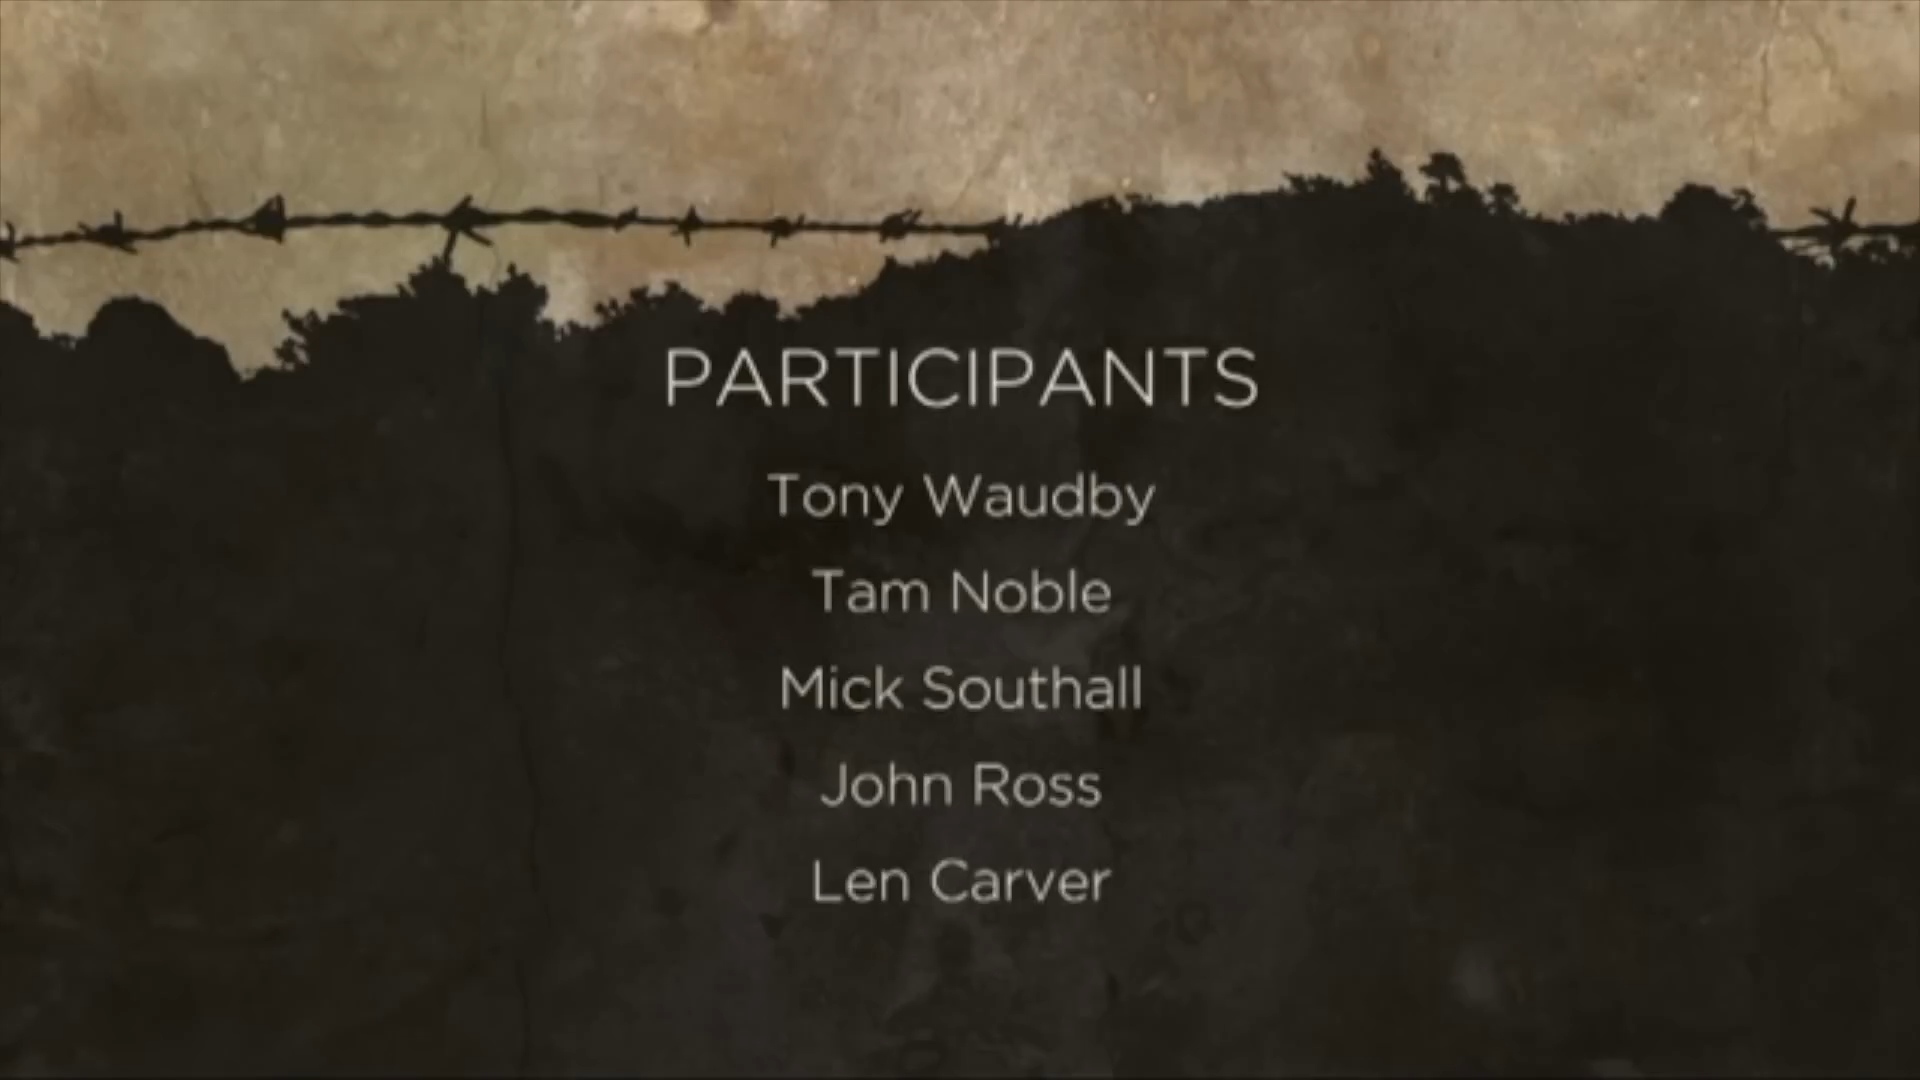 PARTICIPANTS
Tony Waudby
Tam Noble
Mick Southall
John Ross
Len Carver